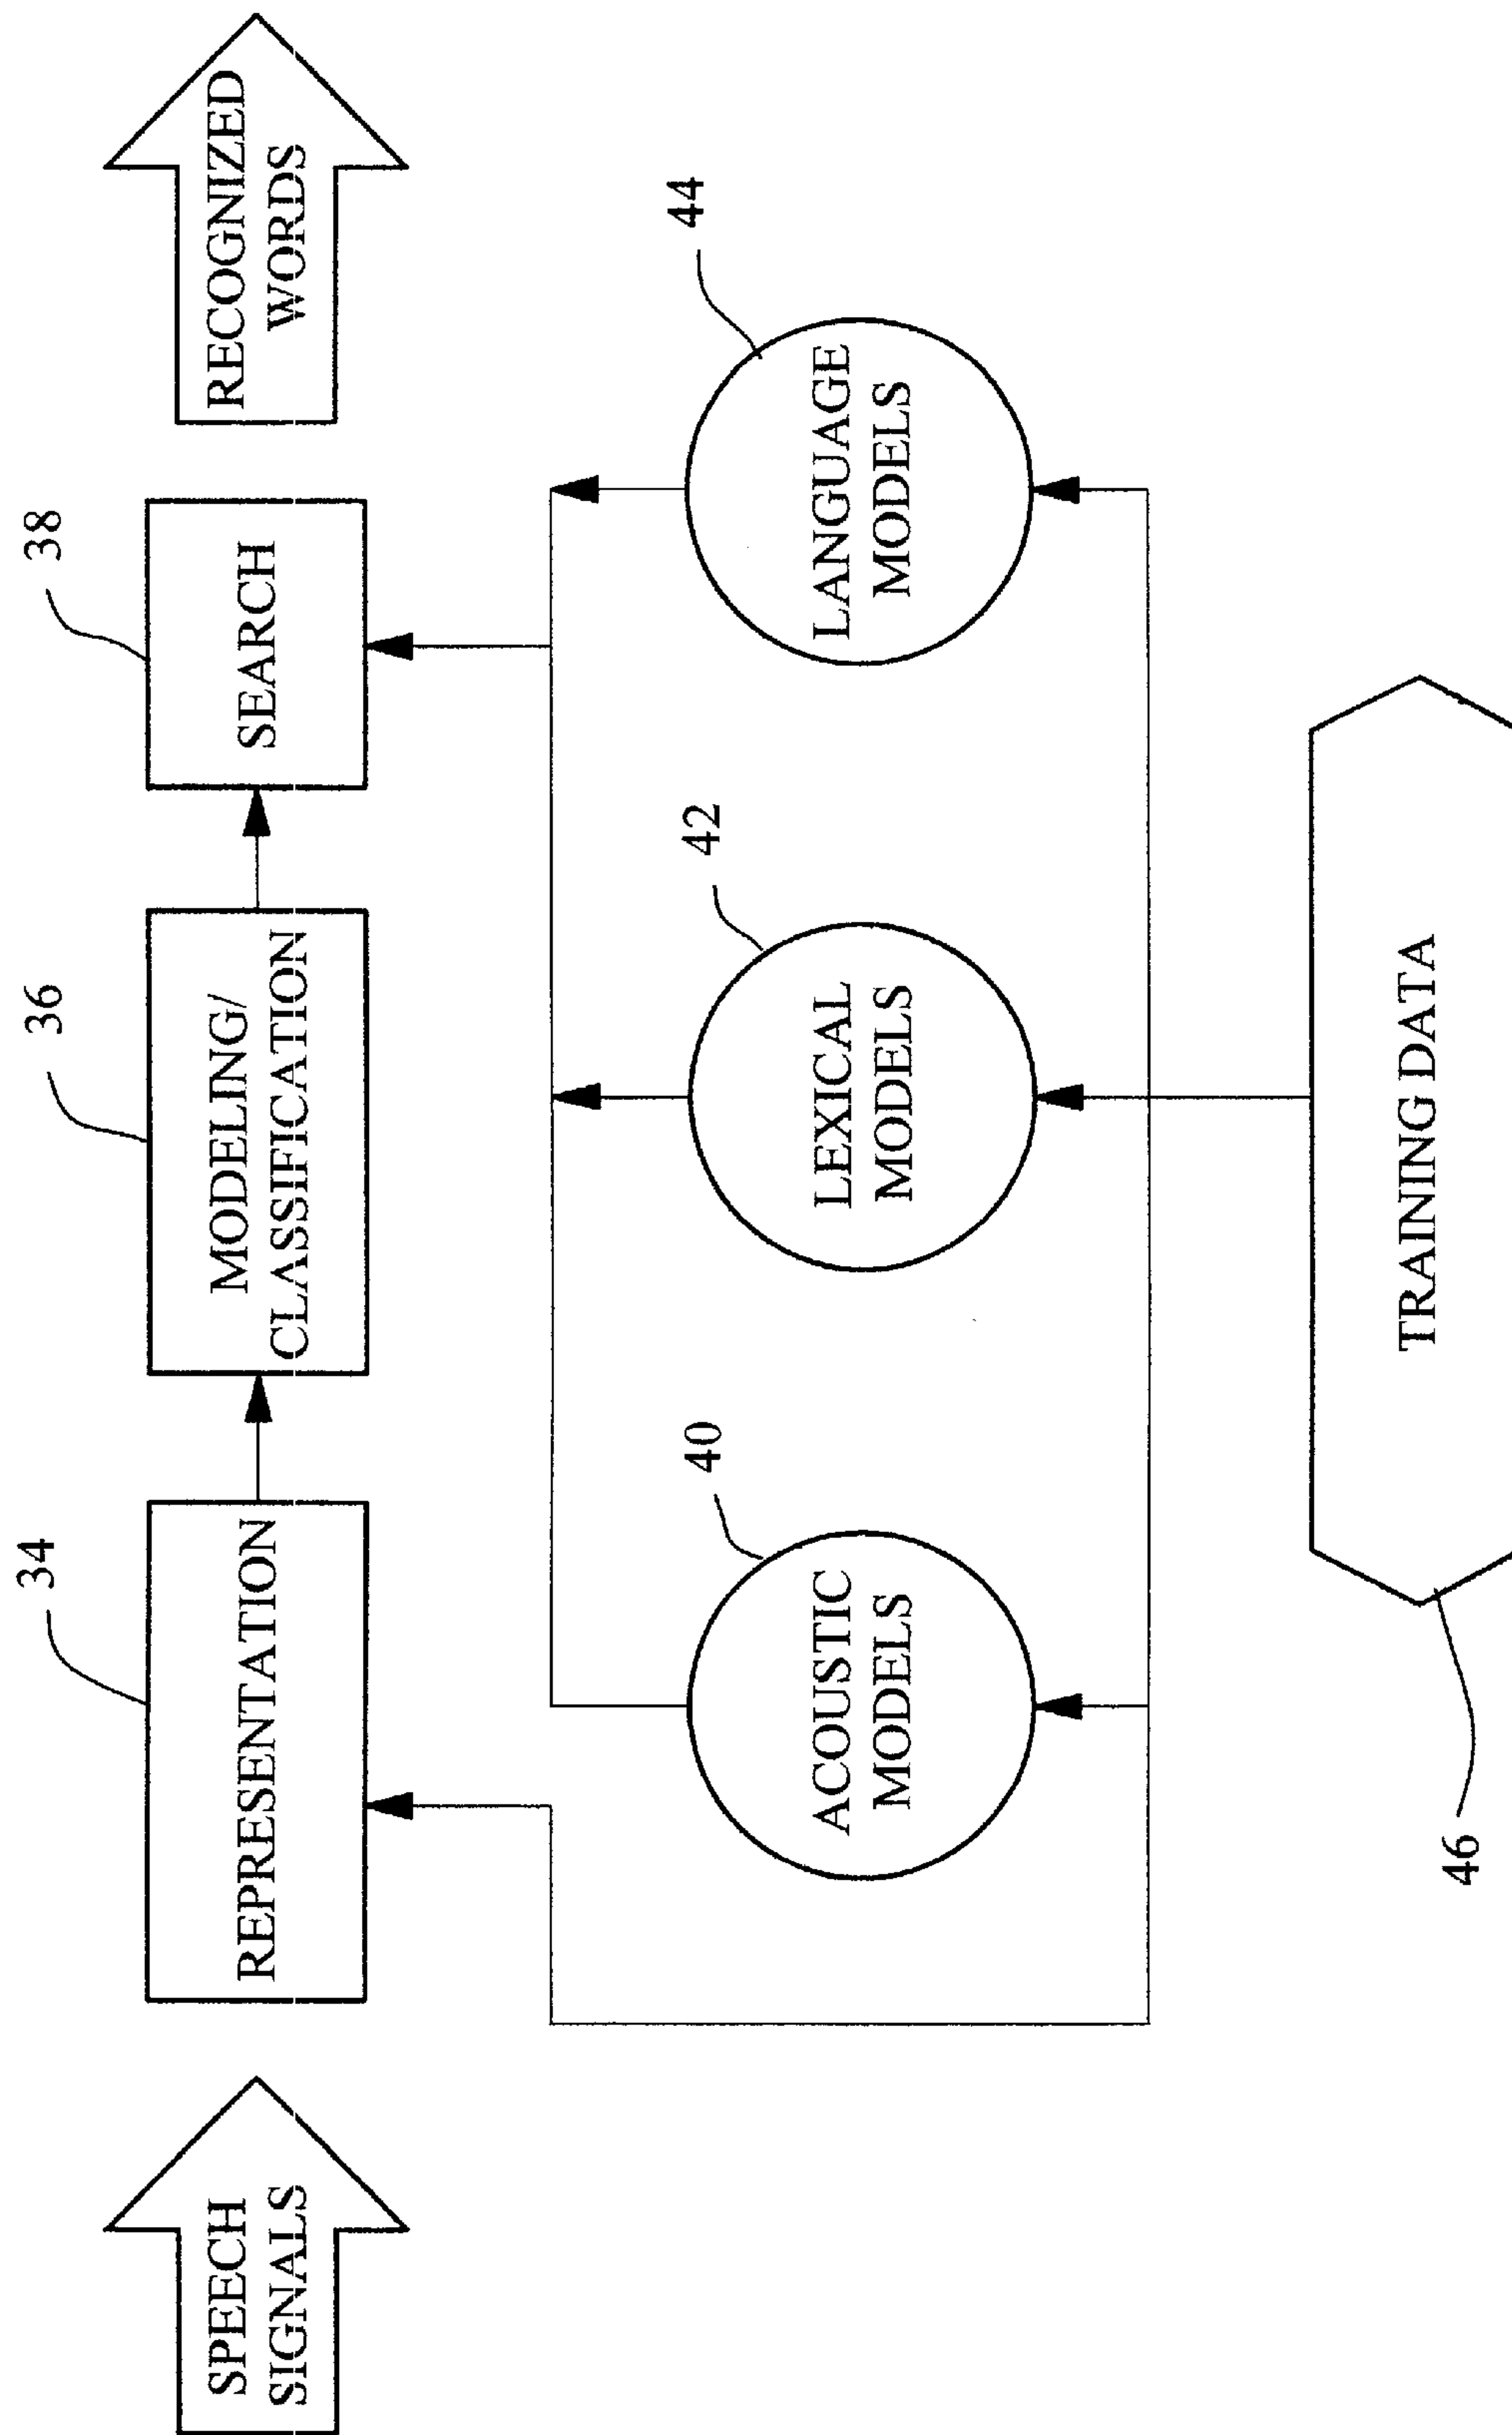 SPEECH
SIGNALS
34
REPRESENTATION
36
MODELING/
CLASSIFICATION
38
SEARCH
RECOGNIZED
WORDS
40
ACOUSTIC
MODELS
42
LEXICAL
MODELS
44
LANGUAGE
MODELS
46
TRAINING DATA